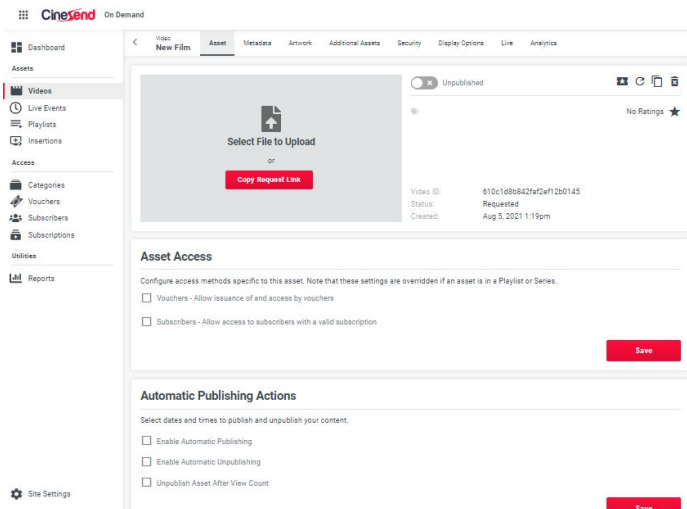 Cinesend On Demand
Dashboard
Assets
Videos
Live Events
Playlists
Insertions
Access
Categories
Vouchers
Subscribers
Subscriptions
Utilities
Reports
Site Settings
Video
New Film
Asset Metadata Artwork Additional Assets Security Display Options Live Analytics
Select File to Upload
or
Copy Request Link
Unpublished
No Ratings
Video ID: 610c1d8b842faf2ef12b0145
Status: Requested
Created: Aug 5, 2021 1:19pm
Asset Access
Configure access methods specific to this asset. Note that these settings are overridden if an asset is in a Playlist or Series.
Vouchers - Allow issuance of and access by vouchers
Subscribers - Allow access to subscribers with a valid subscription
Save
Automatic Publishing Actions
Select dates and times to publish and unpublish your content.
Enable Automatic Publishing
Enable Automatic Unpublishing
Unpublish Asset After View Count
Save